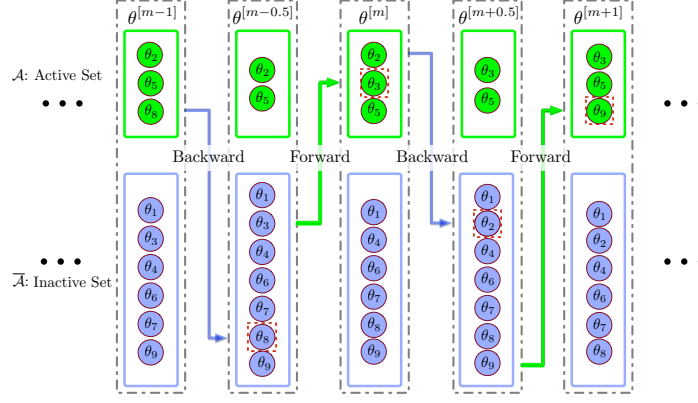 θ^[m−1] θ^[m−0.5] θ^[m] θ^[m+0.5] θ^[m+1]
θ₂ θ₂ θ₂ θ₃ θ₃
𝒜: Active Set
θ₅ θ₅ θ₃ θ₅ θ₅
θ₈ θ₅ θ₉
Backward Forward Backward Forward
θ₁ θ₁ θ₁ θ₁ θ₁
θ₃ θ₃ θ₄ θ₂ θ₂
θ₄ θ₄ θ₆ θ₄ θ₄
𝒜̅: Inactive Set
θ₆ θ₆ θ₇ θ₆ θ₆
θ₇ θ₇ θ₈ θ₇ θ₇
θ₉ θ₈ θ₉ θ₈ θ₈
θ₉ θ₉